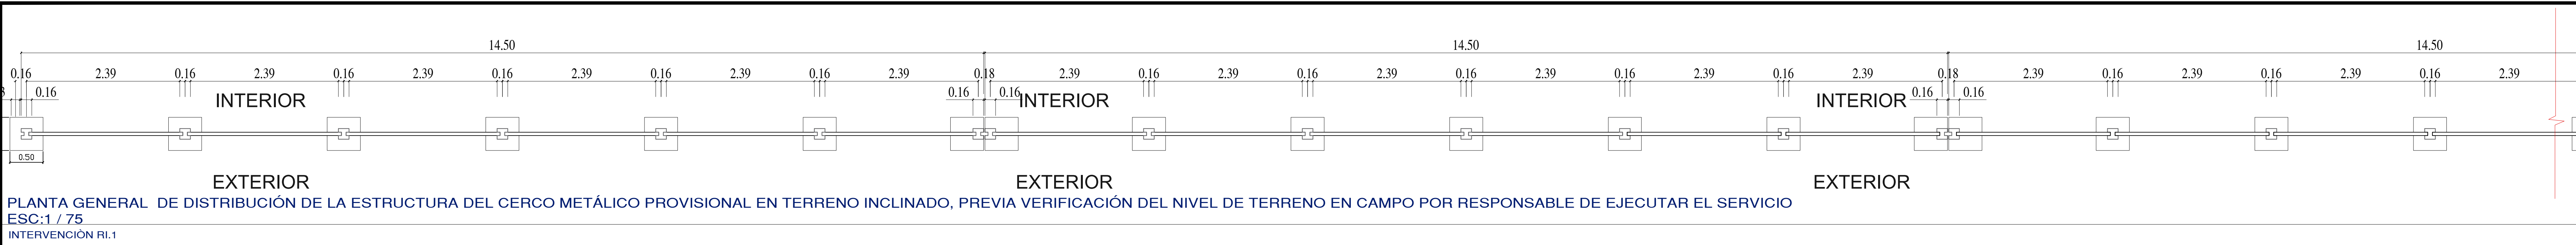 14.50 14.50 14.50
0.16 2.39 0.16 2.39 0.16 2.39 0.16 2.39 0.16 2.39 0.16 2.39 0.18 2.39 0.16 2.39 0.16 2.39 0.16 2.39 0.16 2.39 0.16 2.39 0.18 2.39 0.16 2.39 0.16 2.39 0.16 2.39
0.16 0.16 0.16 0.16 0.16
INTERIOR INTERIOR INTERIOR
0.50
EXTERIOR EXTERIOR EXTERIOR
PLANTA GENERAL DE DISTRIBUCIÓN DE LA ESTRUCTURA DEL CERCO METÁLICO PROVISIONAL EN TERRENO INCLINADO, PREVIA VERIFICACIÓN DEL NIVEL DE TERRENO EN CAMPO POR RESPONSABLE DE EJECUTAR EL SERVICIO
ESC:1 / 75
INTERVENCIÒN RI.1